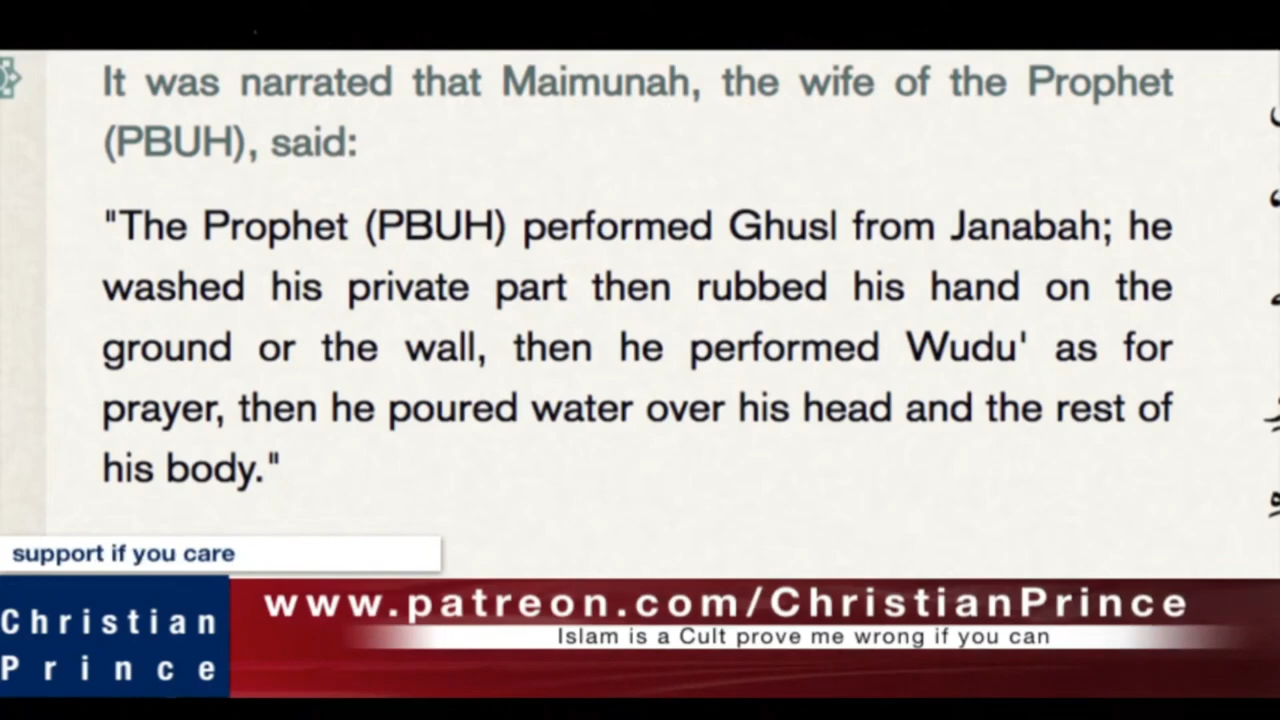 It was narrated that Maimunah, the wife of the Prophet
(PBUH), said:
"The Prophet (PBUH) performed Ghusl from Janabah; he
washed his private part then rubbed his hand on the
ground or the wall, then he performed Wudu' as for
prayer, then he poured water over his head and the rest of
his body."
support if you care
Christian
Prince
www.patreon.com/ChristianPrince
Islam is a Cult prove me wrong if you can